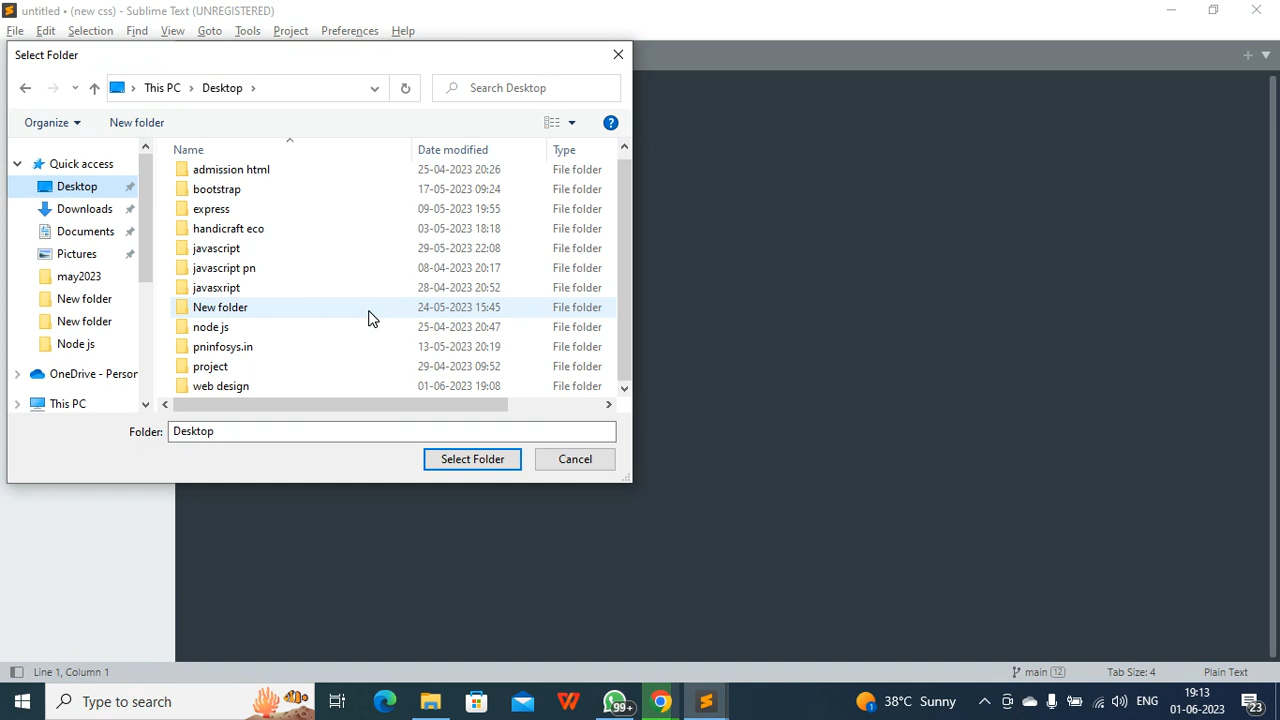 untitled • (new css) - Sublime Text (UNREGISTERED)
File Edit Selection Find View Goto Tools Project Preferences Help
Select Folder
This PC Desktop
Search Desktop
Organize New folder
Name Date modified Type
Quick access
Desktop
Downloads
Documents
Pictures
may2023
New folder
New folder
Node js
OneDrive - Person
This PC
admission html 25-04-2023 20:26 File folder
bootstrap 17-05-2023 09:24 File folder
express 09-05-2023 19:55 File folder
handicraft eco 03-05-2023 18:18 File folder
javascript 29-05-2023 22:08 File folder
javascript pn 08-04-2023 20:17 File folder
javasxript 28-04-2023 20:52 File folder
New folder 24-05-2023 15:45 File folder
node js 25-04-2023 20:47 File folder
pninfosys.in 13-05-2023 20:19 File folder
project 29-04-2023 09:52 File folder
web design 01-06-2023 19:08 File folder
Folder: Desktop
Select Folder Cancel
Line 1, Column 1
main 12 Tab Size: 4 Plain Text
Type to search
99+
1 38°C Sunny
ENG
19:13
01-06-2023
23